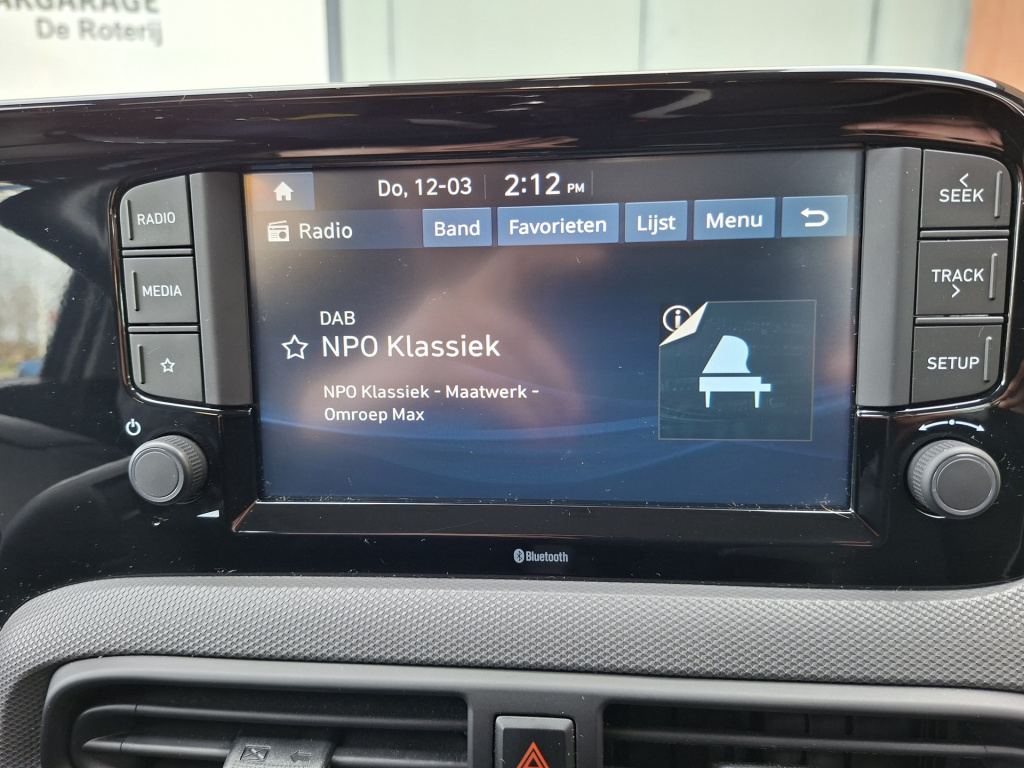 ARGARAGE
De Roterij
Do, 12-03 2:12 PM
Radio Band Favorieten Lijst Menu
DAB
NPO Klassiek
NPO Klassiek - Maatwerk -
Omroep Max
i
RADIO
MEDIA
SEEK
TRACK
SETUP
Bluetooth